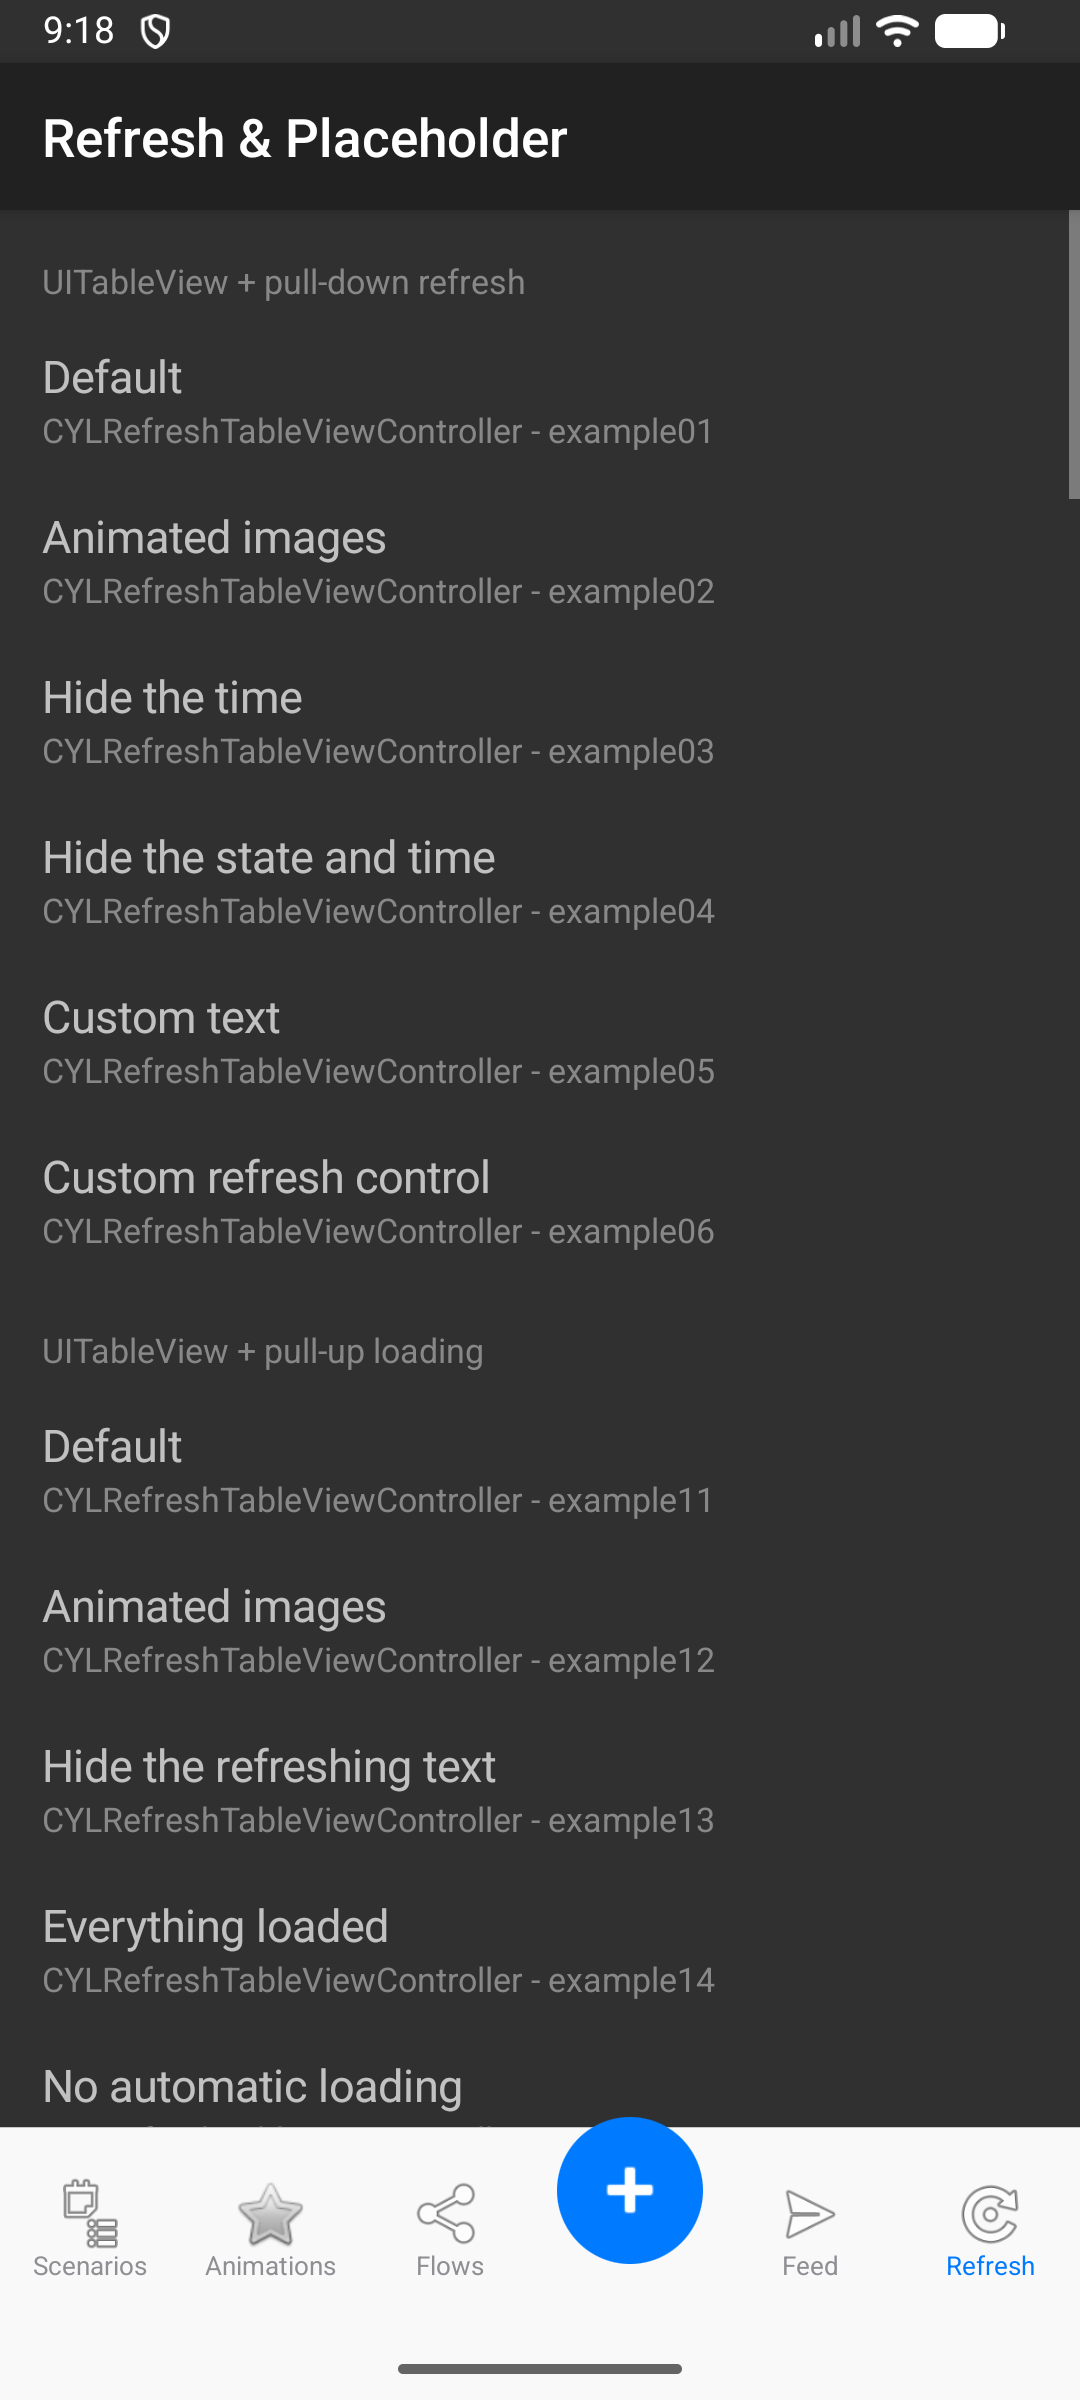 9:18
Refresh & Placeholder
UITableView + pull-down refresh
Default
CYLRefreshTableViewController - example01
Animated images
CYLRefreshTableViewController - example02
Hide the time
CYLRefreshTableViewController - example03
Hide the state and time
CYLRefreshTableViewController - example04
Custom text
CYLRefreshTableViewController - example05
Custom refresh control
CYLRefreshTableViewController - example06
UITableView + pull-up loading
Default
CYLRefreshTableViewController - example11
Animated images
CYLRefreshTableViewController - example12
Hide the refreshing text
CYLRefreshTableViewController - example13
Everything loaded
CYLRefreshTableViewController - example14
No automatic loading
Scenarios
Animations
Flows
Feed
Refresh